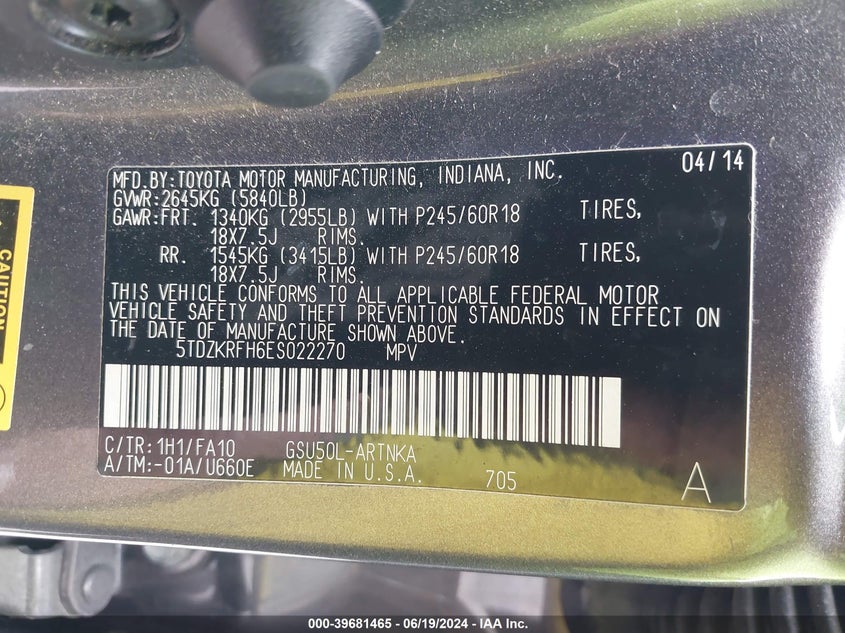 04/14
MFD.BY:TOYOTA MOTOR MANUFACTURING, INDIANA, INC.
GVWR:2645KG (5840LB)
GAWR:FRT. 1340KG (2955LB) WITH P245/60R18 TIRES,
18X7.5J RIMS.
RR. 1545KG (3415LB) WITH P245/60R18 TIRES,
18X7.5J RIMS.
THIS VEHICLE CONFORMS TO ALL APPLICABLE FEDERAL MOTOR
VEHICLE SAFETY AND THEFT PREVENTION STANDARDS IN EFFECT ON
THE DATE OF MANUFACTURE SHOWN ABOVE.
5TDZKRFH6ES022270 MPV
C/TR:1H1/FA10 GSU50L-ARTNKA
A/TM:-01A/U660E MADE IN U.S.A. 705 A
CAUTION
000-39681465 - 06/19/2024 - IAA Inc.